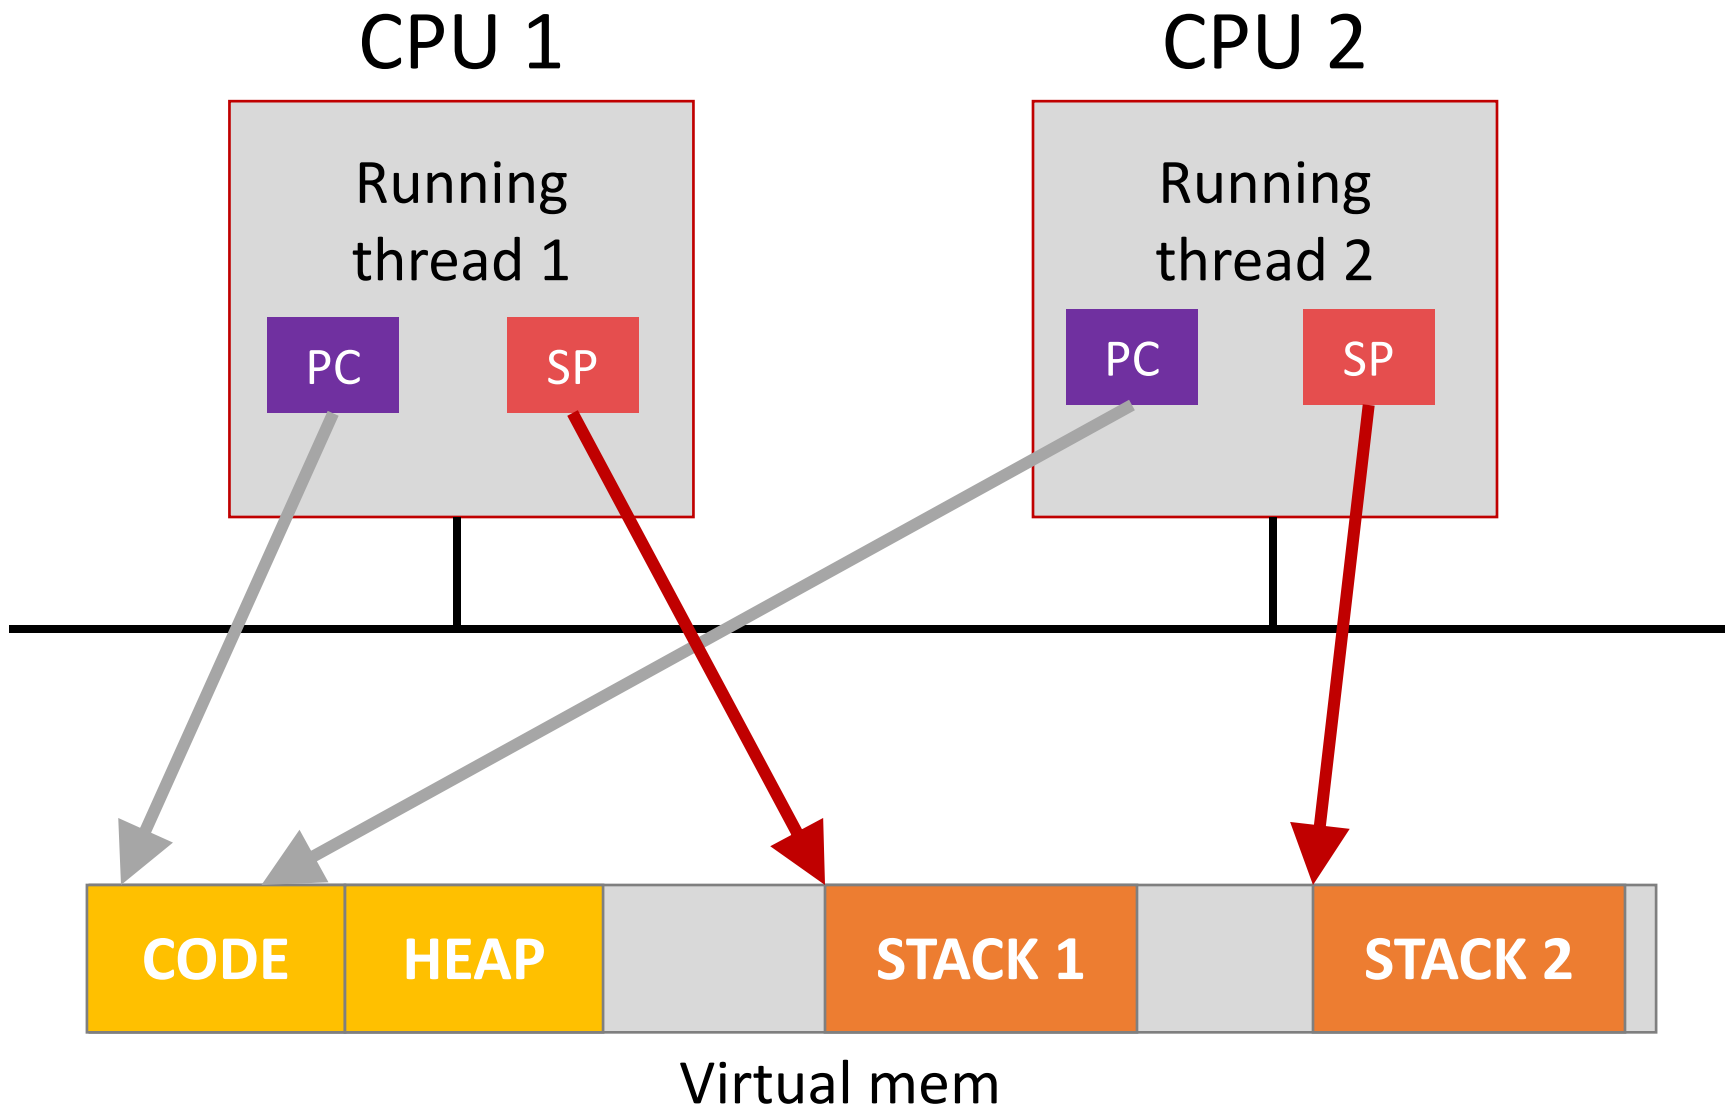 CPU 1
CPU 2
Running
thread 1
PC
SP
Running
thread 2
PC
SP
CODE
HEAP
STACK 1
STACK 2
Virtual mem